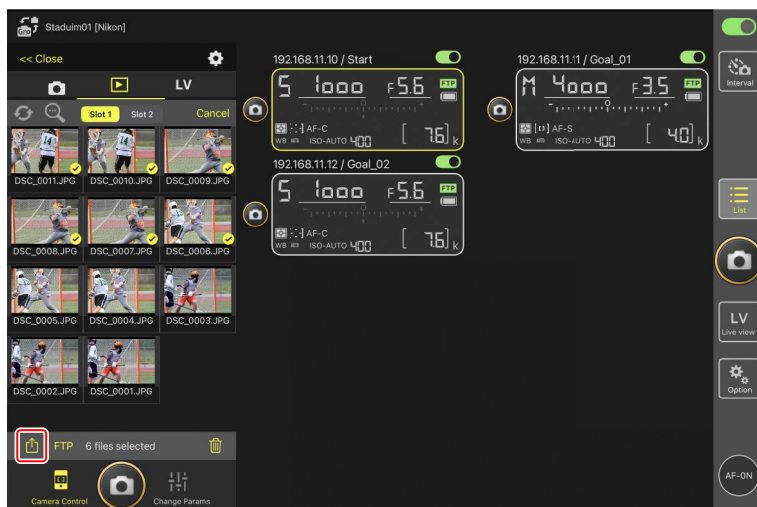 Grp Staduim01 [Nikon]
<< Close
LV
Slot 1 Slot 2 Cancel
DSC_0011.JPG DSC_0010.JPG DSC_0009.JPG
DSC_0008.JPG DSC_0007.JPG DSC_0006.JPG
DSC_0005.JPG DSC_0004.JPG DSC_0003.JPG
DSC_0002.JPG DSC_0001.JPG
FTP 6 files selected
Camera Control Change Params
192.168.11.10 / Start
S 1000 F5.6 FTP
AF-C
WB ISO-AUTO 400 [ 7.6] k
192.168.11.11 / Goal_01
M 4000 F3.5 FTP
AF-S
WB ISO-AUTO 400 [ 4.0] k
192.168.11.12 / Goal_02
S 1000 F5.6 FTP
AF-C
WB ISO-AUTO 400 [ 7.6] k
Interval
List
LV
Live view
Option
AF-ON